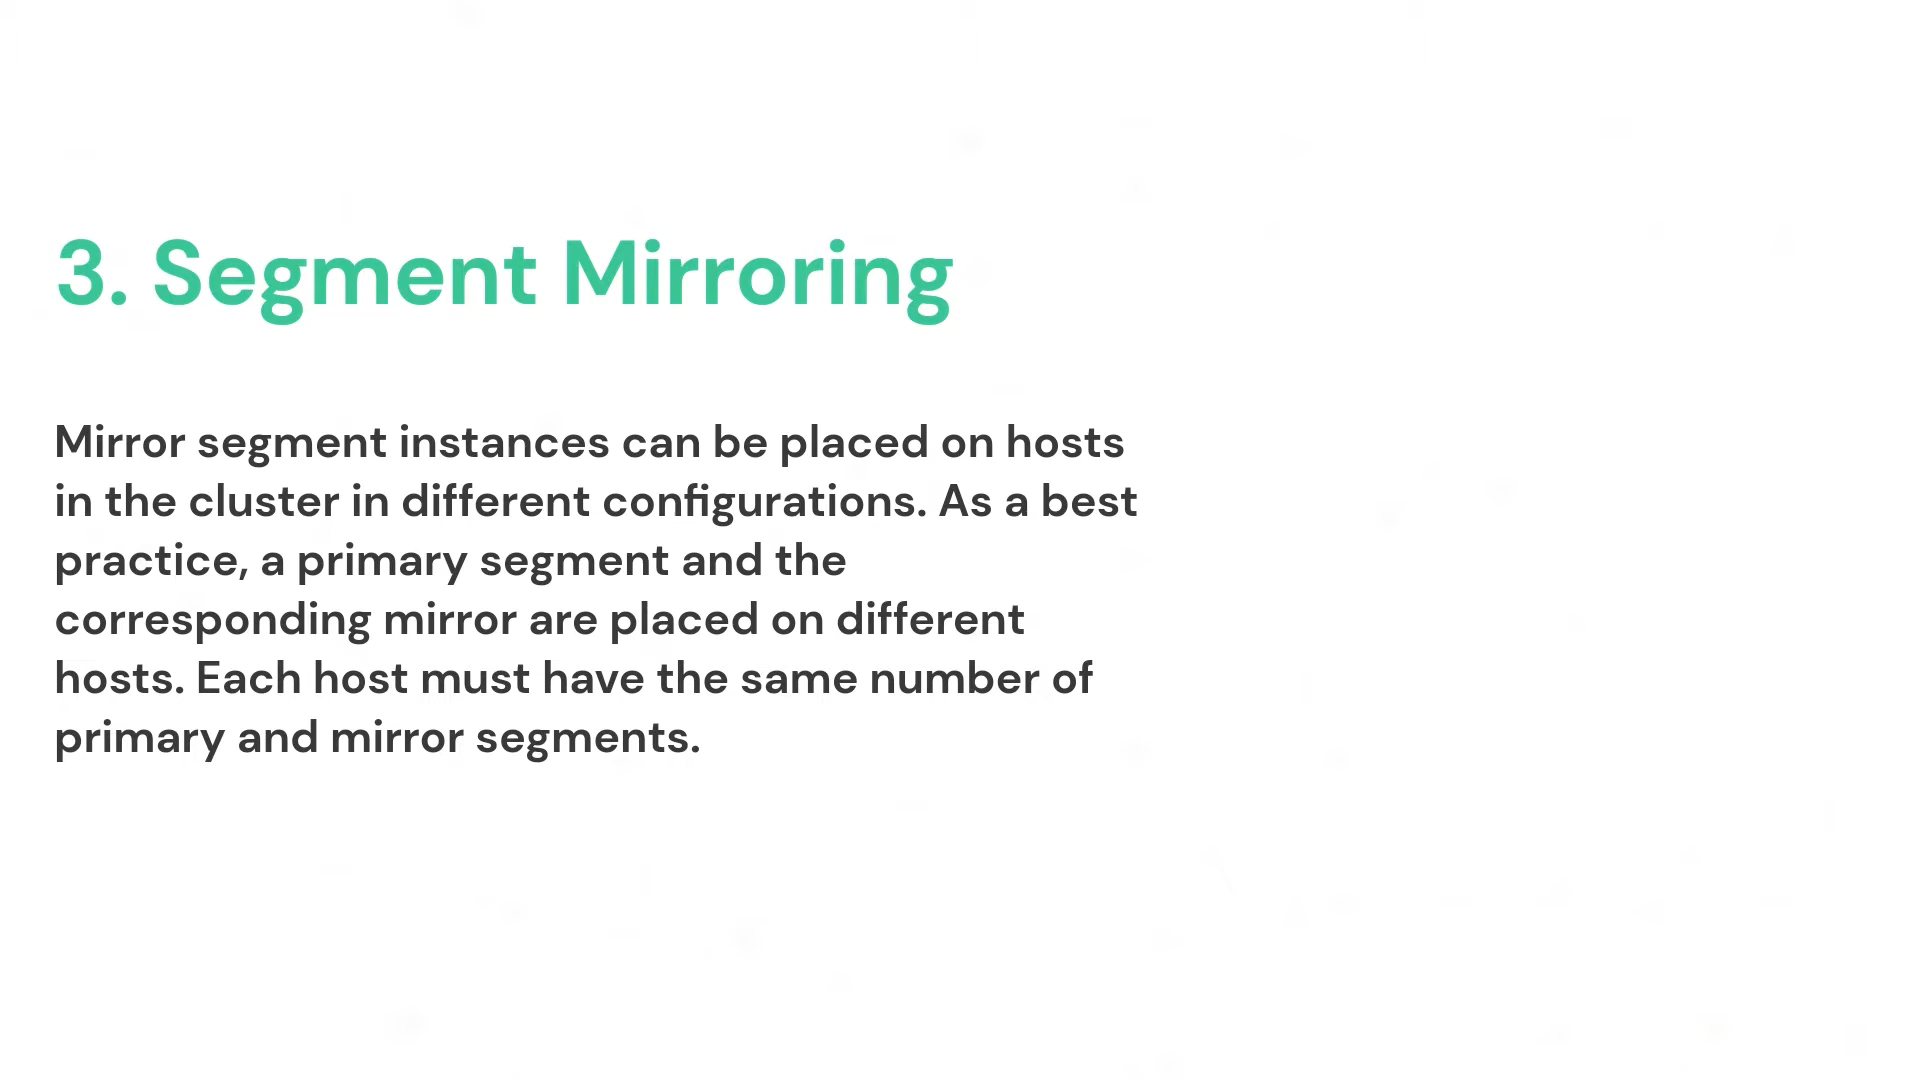 3. Segment Mirroring
Mirror segment instances can be placed on hosts
in the cluster in different configurations. As a best
practice, a primary segment and the
corresponding mirror are placed on different
hosts. Each host must have the same number of
primary and mirror segments.